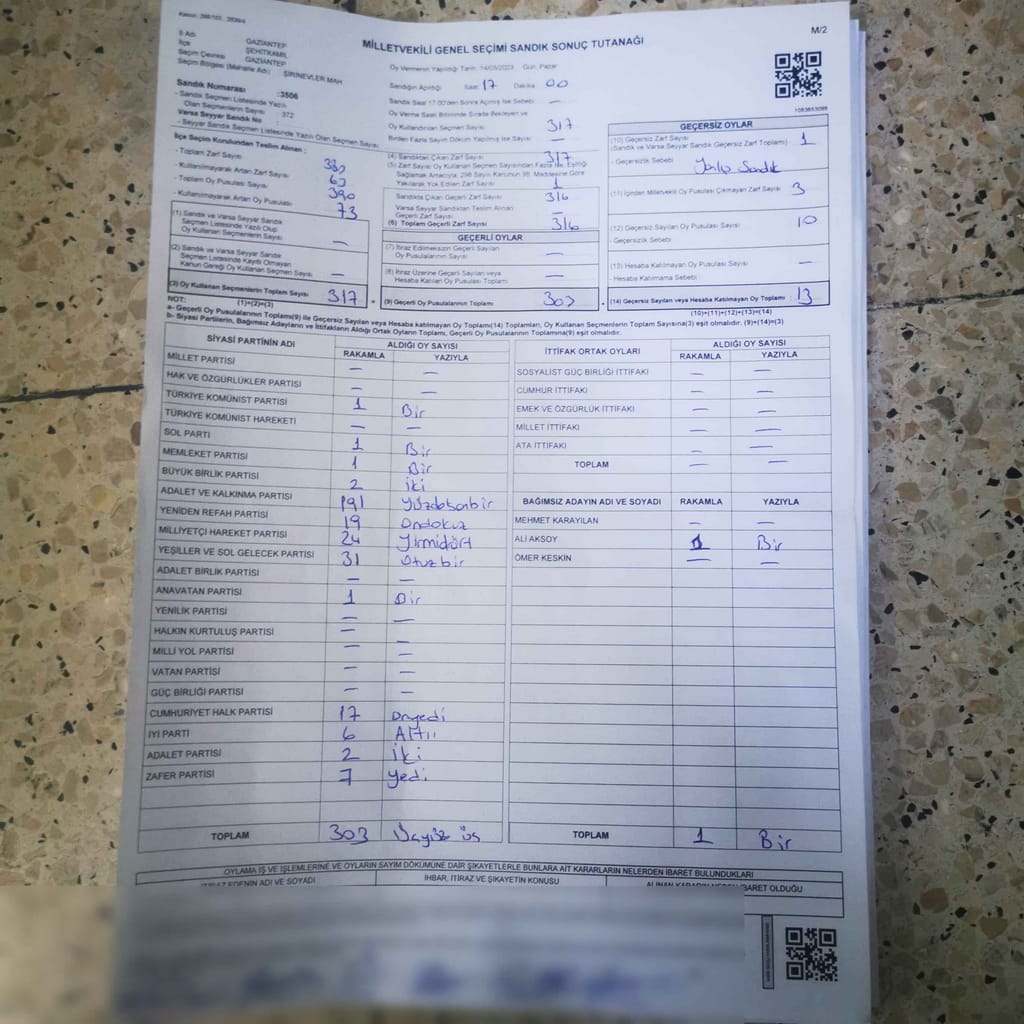 M/2
MİLLETVEKİLİ GENEL SEÇİMİ SANDIK SONUÇ TUTANAĞI
İl Adı GAZİANTEP
İlçe ŞEHİTKAMİL
Seçim Çevresi GAZİANTEP
Seçim Bölgesi (Mahalle Adı) : ŞİRİNEVLER MAH
Sandık Numarası : 3506
- Sandık Seçmen Listesinde Yazılı
Olan Seçmenlerin Sayısı 372
Varsa Seyyar Sandık No :
- Seyyar Sandık Seçmen Listesinde Yazılı Olan Seçmen Sayısı
İlçe Seçim Kurulundan Teslim Alınan :
- Toplam Zarf Sayısı 380
- Kullanmayarak Artan Zarf Sayısı 63
- Toplam Oy Pusulası Sayısı 390
- Kullanmayarak Artan Oy Pusulası 73
(1) Sandık ve Varsa Seyyar Sandık
Seçmen Listesinde Yazılı Olup
Oy Kullanan Seçmenlerin Sayısı —
(2) Sandık ve Varsa Seyyar Sandık
Seçmen Listesinde Kayıtlı Olmayan
Kanun Gereği Oy Kullanan Seçmen Sayısı —
(3) Oy Kullanan Seçmenlerin Toplam Sayısı 317
(1)+(2)=(3)
Oy Vermenin Yapıldığı Tarih: 14/05/2023 Gün: Pazar
Sandığın Açıldığı Saat: 17 Dakika: 00
Sandık Saat 17.00'den Sonra Açılmış İse Sebebi : —
Oy Verme Saati Bitiminde Sırada Bekleyen ve
Oy Kullandırılan Seçmen Sayısı 317
Birden Fazla Sayım Döküm Yapılmış İse Sayısı —
(4) Sandıktan Çıkan Zarf Sayısı 317
(5) Zarf Sayısı Oy Kullanan Seçmen Sayısından Fazla İse, Eşitliği
Sağlamak Amacıyla; 298 Sayılı Kanunun 98. Maddesine Göre
Yakılarak Yok Edilen Zarf Sayısı 1
Sandıkta Çıkan Geçerli Zarf Sayısı 316
Varsa Seyyar Sandıktan Teslim Alınan
Geçerli Zarf Sayısı —
(6) Toplam Geçerli Zarf Sayısı 316
GEÇERLİ OYLAR
(7) İtiraz Edilmeksizin Geçerli Sayılan
Oy Pusulalarının Sayısı —
(8) İtiraz Üzerine Geçerli Sayılan veya
Hesaba Katılan Oy Pusulalarının Sayısı —
(9) Geçerli Oy Pusulalarının Toplamı 303
1093653098
GEÇERSİZ OYLAR
(10) Geçersiz Zarf Sayısı
(Sandık ve Varsa Seyyar Sandık Geçersiz Zarf Toplamı) : 1
- Geçersizlik Sebebi
(11) İçinden Milletvekili Oy Pusulası Çıkmayan Zarf Sayısı 3
(12) Geçersiz Sayılan Oy Pusulası Sayısı 10
- Geçersizlik Sebebi
(13) Hesaba Katılmayan Oy Pusulası Sayısı —
- Hesaba Katılmama Sebebi :
(14) Geçersiz Sayılan veya Hesaba Katılmayan Oy Toplamı : 13
(10)+(11)+(12)+(13)=(14)
NOT:
a- Geçerli Oy Pusulalarının Toplamı(9) ile Geçersiz Sayılan veya Hesaba katılmayan Oy Toplamı(14) Toplamları, Oy Kullanan Seçmenlerin Toplam Sayısına(3) eşit olmalıdır. (9)+(14)=(3)
b- Siyasi Partilerin, Bağımsız Adayların ve İttifakların Aldığı Ortak Oyların Toplamı, Geçerli Oy Pusulalarının Toplamına(9) eşit olmalıdır.
SİYASİ PARTİNİN ADI ALDIĞI OY SAYISI
RAKAMLA YAZIYLA
MİLLET PARTİSİ — —
HAK VE ÖZGÜRLÜKLER PARTİSİ — —
TÜRKİYE KOMÜNİST PARTİSİ 1 Bir
TÜRKİYE KOMÜNİST HAREKETİ — —
SOL PARTİ 1 Bir
MEMLEKET PARTİSİ 1 Bir
BÜYÜK BİRLİK PARTİSİ 2 iki
ADALET VE KALKINMA PARTİSİ 191
YENİDEN REFAH PARTİSİ 19 Ondokuz
MİLLİYETÇİ HAREKET PARTİSİ 24 Yirmidört
YEŞİLLER VE SOL GELECEK PARTİSİ 31 Otuzbir
ADALET BİRLİK PARTİSİ — —
ANAVATAN PARTİSİ 1 Bir
YENİLİK PARTİSİ — —
HALKIN KURTULUŞ PARTİSİ — —
MİLLİ YOL PARTİSİ — —
VATAN PARTİSİ — —
GÜÇ BİRLİĞİ PARTİSİ — —
CUMHURİYET HALK PARTİSİ 17 Onyedi
İYİ PARTİ 6 Altı
ADALET PARTİSİ 2 iki
ZAFER PARTİSİ 7 Yedi
TOPLAM 303 Üçyüz üç
İTTİFAK ORTAK OYLARI ALDIĞI OY SAYISI
RAKAMLA YAZIYLA
SOSYALİST GÜÇ BİRLİĞİ İTTİFAKI — —
CUMHUR İTTİFAKI — —
EMEK VE ÖZGÜRLÜK İTTİFAKI — —
MİLLET İTTİFAKI — —
ATA İTTİFAKI — —
TOPLAM — —
BAĞIMSIZ ADAYIN ADI VE SOYADI RAKAMLA YAZIYLA
MEHMET KARAYILAN — —
ALİ AKSOY 1 Bir
ÖMER KESKİN — —
TOPLAM 1 Bir
OYLAMA İŞ VE İŞLEMLERİNE VE OYLARIN SAYIM DÖKÜMÜNE DAİR ŞİKAYETLERLE BUNLARA AİT KARARLARIN NELERDEN İBARET BULUNDUKLARI
İTİRAZ EDENİN ADI VE SOYADI İHBAR, İTİRAZ VE ŞİKAYETİN KONUSU ALINAN KARARIN NEDEN İBARET OLDUĞU